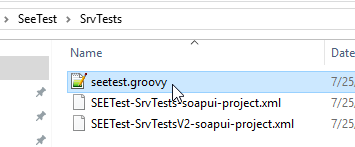 SeeTest > SrvTests
Name
seetest.groovy 7/25
SEETest-SrvTests-soapui-project.xml 7/25
SEETest-SrvTestsV2-soapui-project.xml 7/25